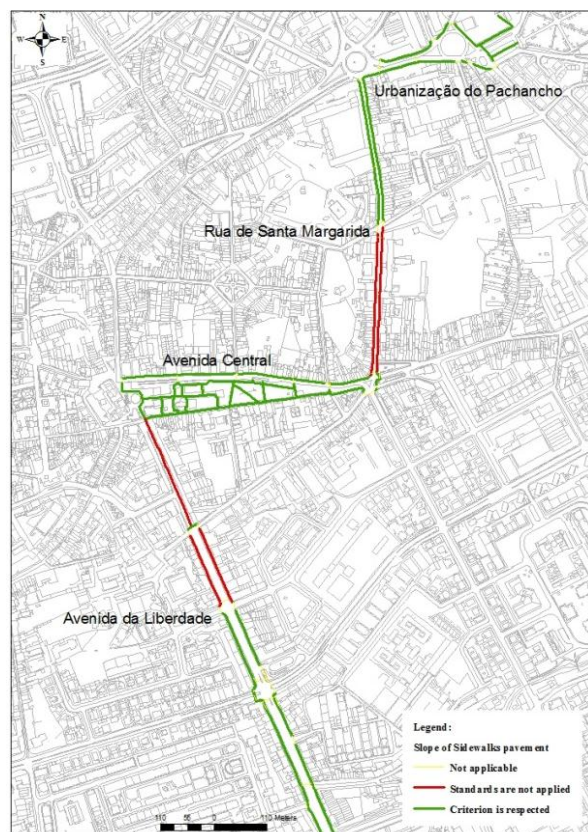 N
W E
S
Urbanização do Pachancho
Rua de Santa Margarida
Avenida Central
Avenida da Liberdade
Legend:
Slope of Sidewalks pavement
Not applicable
Standards are not applied
Criterion is respected
110 55 0 110 Meters